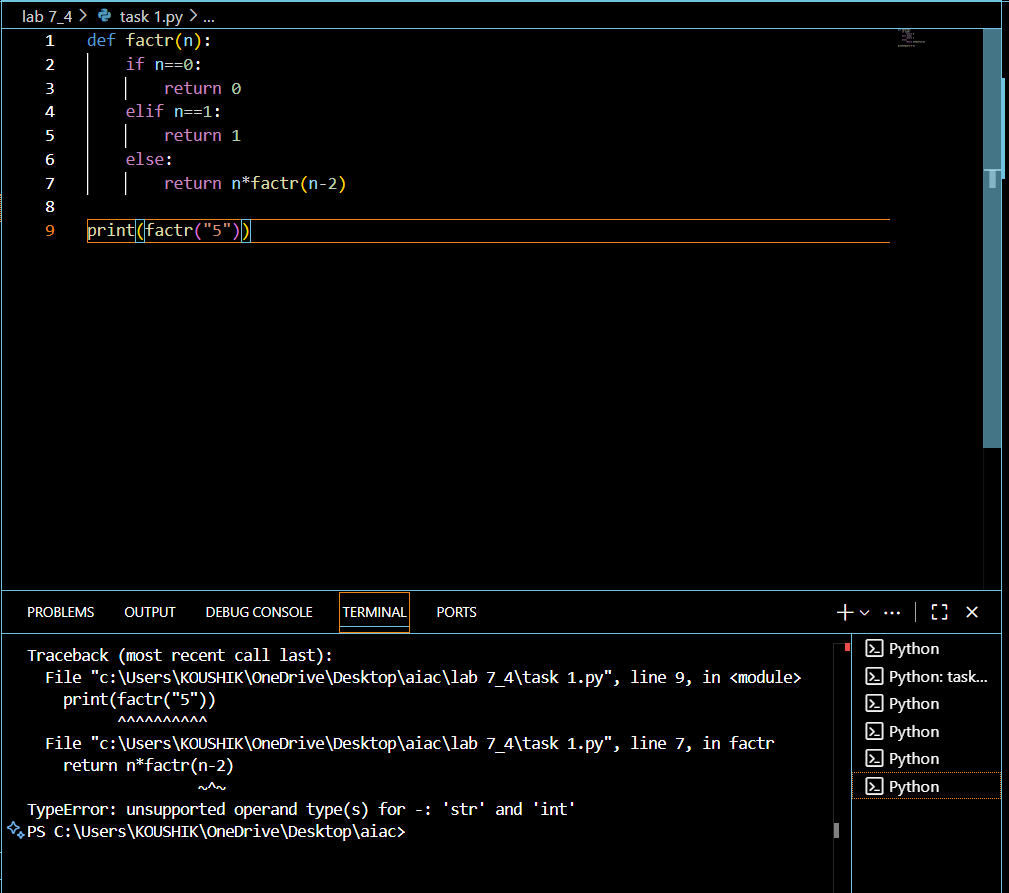 lab 7_4 > task 1.py > ...
1 def factr(n):
2     if n==0:
3         return 0
4     elif n==1:
5         return 1
6     else:
7         return n*factr(n-2)
8
9 print(factr("5"))
PROBLEMS OUTPUT DEBUG CONSOLE TERMINAL PORTS
Traceback (most recent call last):
  File "c:\Users\KOUSHIK\OneDrive\Desktop\aiac\lab 7_4\task 1.py", line 9, in <module>
    print(factr("5"))
          ^^^^^^^^^^
  File "c:\Users\KOUSHIK\OneDrive\Desktop\aiac\lab 7_4\task 1.py", line 7, in factr
    return n*factr(n-2)
                   ~^~
TypeError: unsupported operand type(s) for -: 'str' and 'int'
PS C:\Users\KOUSHIK\OneDrive\Desktop\aiac>
Python
Python: task...
Python
Python
Python
Python